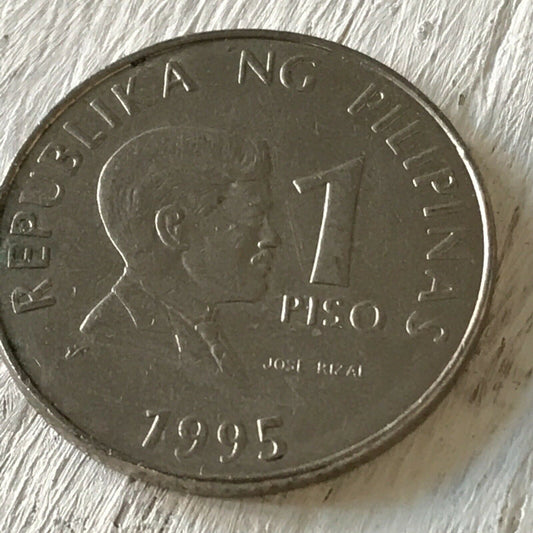 REPUBLIKA NG PILIPINAS
1
PISO
JOSE RIZAL
1995